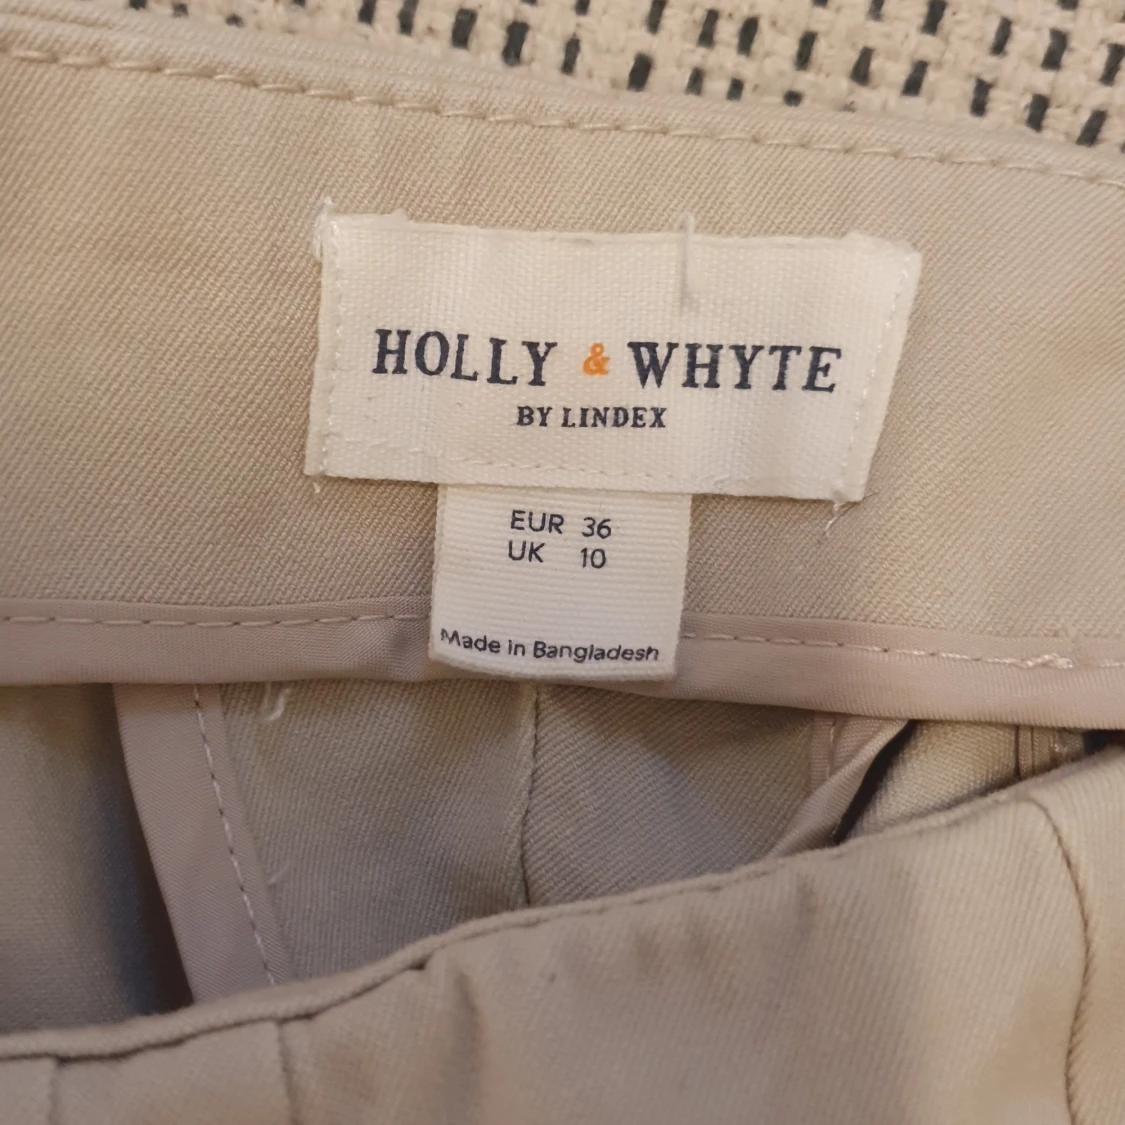 HOLLY & WHYTE
BY LINDEX
EUR 36
UK 10
Made in Bangladesh